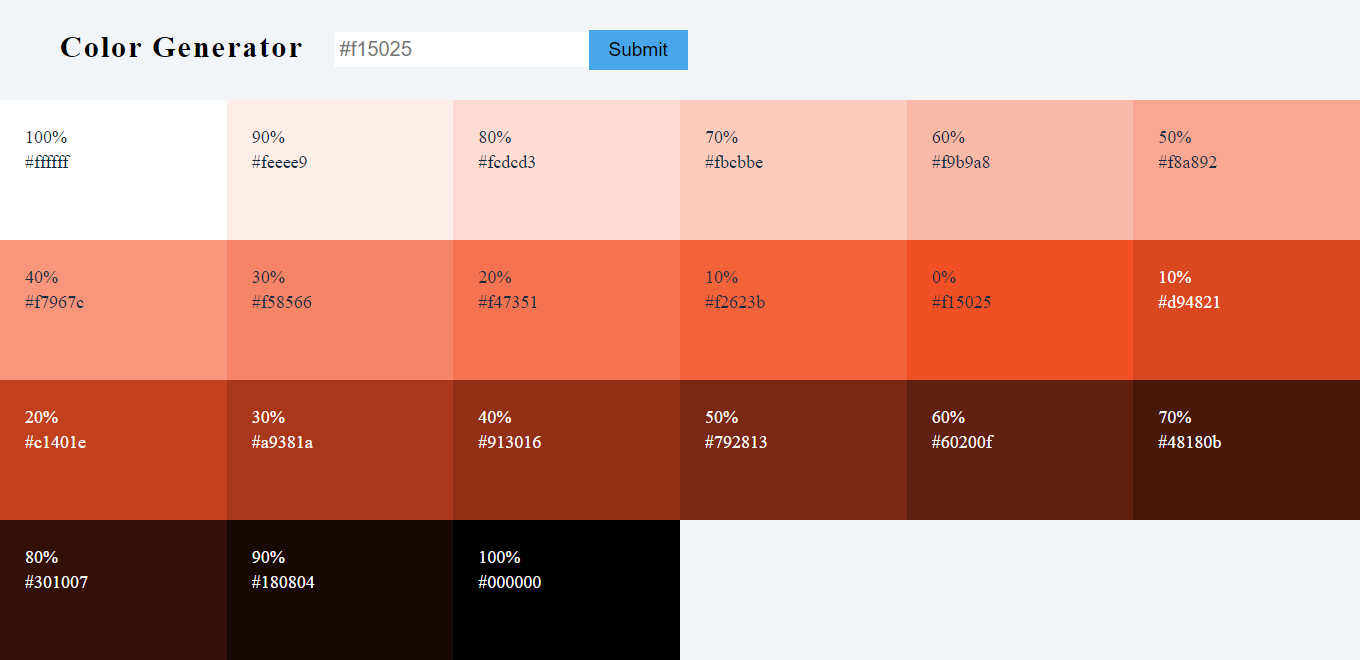 Color Generator
#f15025
Submit
100%
#ffffff
90%
#feeee9
80%
#fcdcd3
70%
#fbcbbe
60%
#f9b9a8
50%
#f8a892
40%
#f7967c
30%
#f58566
20%
#f47351
10%
#f2623b
0%
#f15025
10%
#d94821
20%
#c1401e
30%
#a9381a
40%
#913016
50%
#792813
60%
#60200f
70%
#48180b
80%
#301007
90%
#180804
100%
#000000